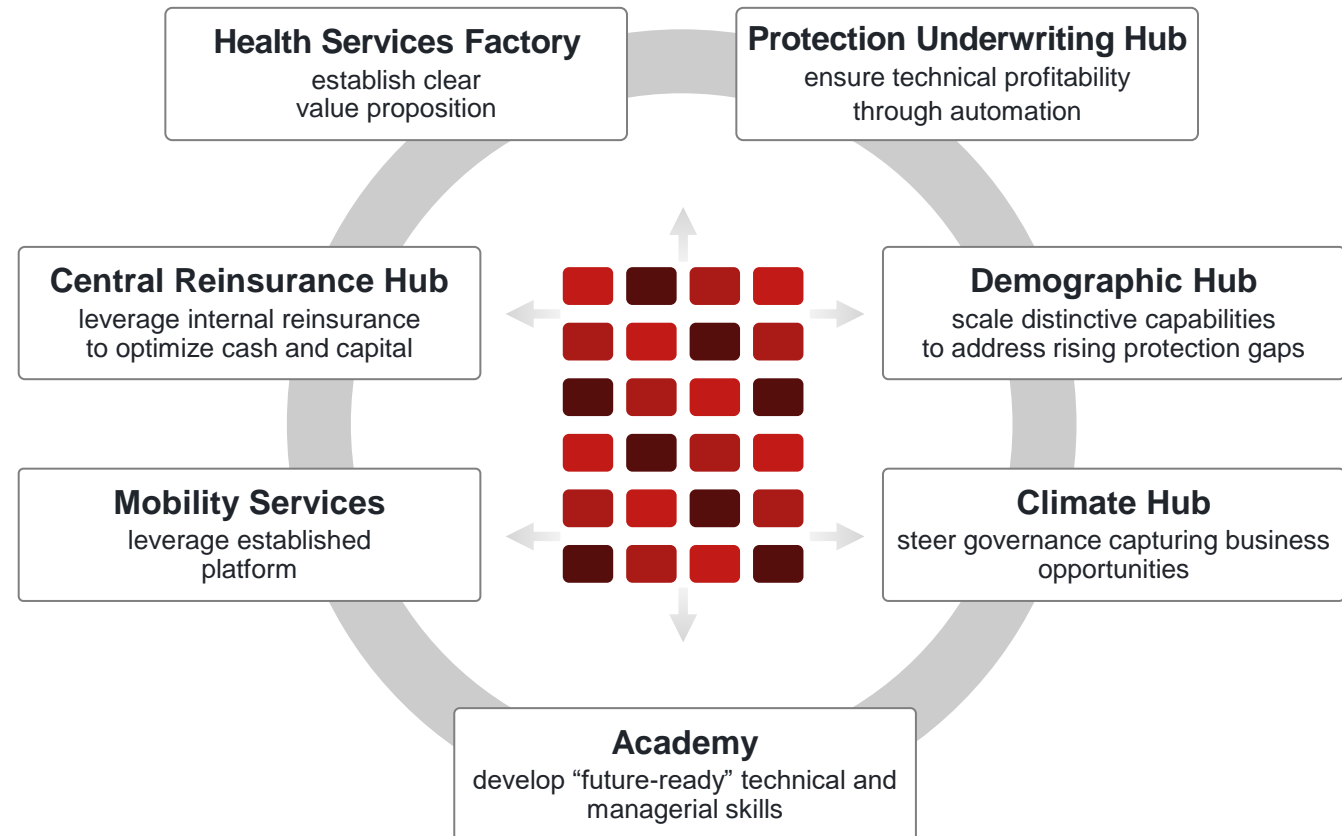 Health Services Factory
establish clear
value proposition
Protection Underwriting Hub
ensure technical profitability
through automation
Central Reinsurance Hub
leverage internal reinsurance
to optimize cash and capital
Demographic Hub
scale distinctive capabilities
to address rising protection gaps
Mobility Services
leverage established
platform
Climate Hub
steer governance capturing business
opportunities
Academy
develop “future-ready” technical and
managerial skills